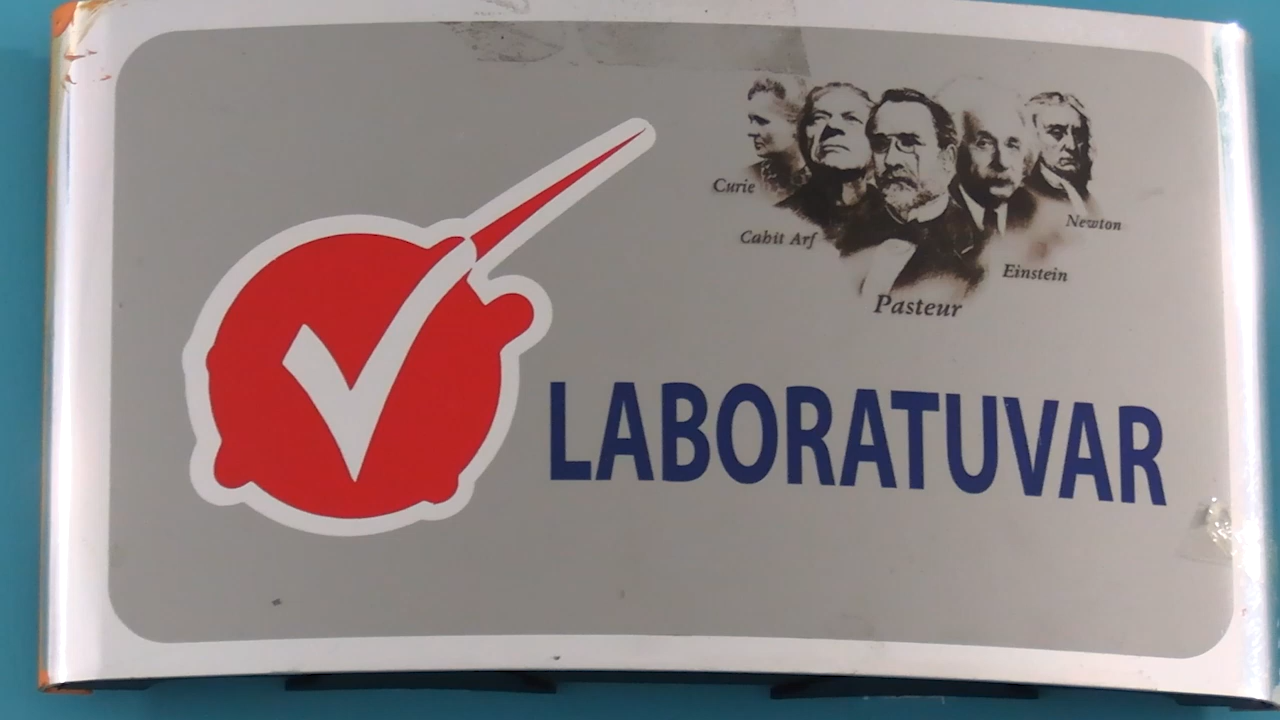 Curie
Cahit Arf
Pasteur
Einstein
Newton
LABORATUVAR